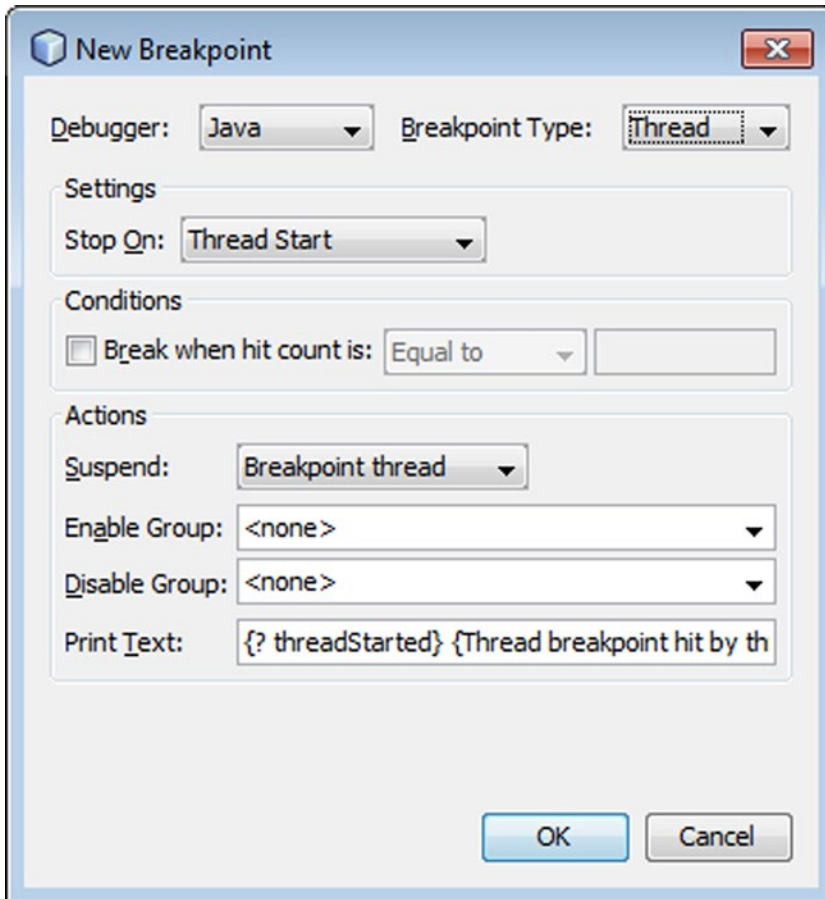 New Breakpoint
Debugger: Java Breakpoint Type: Thread
Settings
Stop On: Thread Start
Conditions
Break when hit count is: Equal to
Actions
Suspend: Breakpoint thread
Enable Group: <none>
Disable Group: <none>
Print Text: {? threadStarted} {Thread breakpoint hit by th
OK Cancel